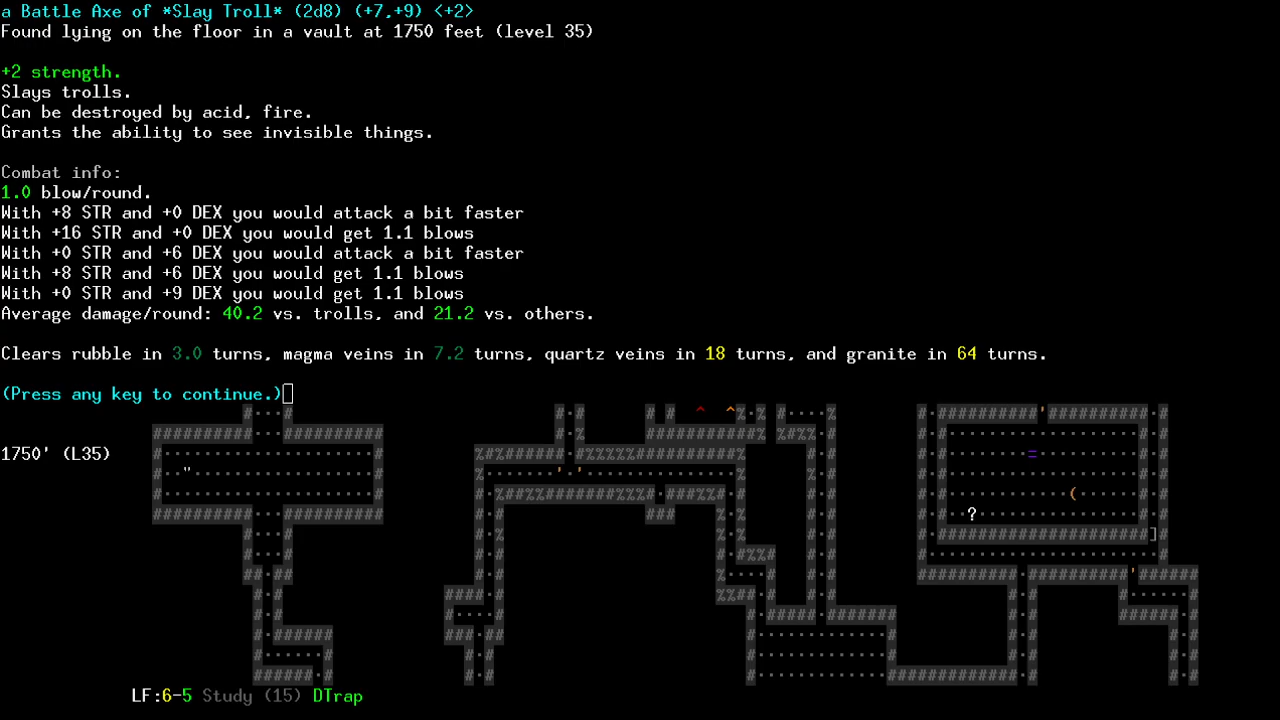 a Battle Axe of *Slay Troll* (2d8) (+7,+9) <+2>
Found lying on the floor in a vault at 1750 feet (level 35)
+2 strength.
Slays trolls.
Can be destroyed by acid, fire.
Grants the ability to see invisible things.
Combat info:
1.0 blow/round.
With +8 STR and +0 DEX you would attack a bit faster
With +16 STR and +0 DEX you would get 1.1 blows
With +0 STR and +6 DEX you would attack a bit faster
With +8 STR and +6 DEX you would get 1.1 blows
With +0 STR and +9 DEX you would get 1.1 blows
Average damage/round: 40.2 vs. trolls, and 21.2 vs. others.
Clears rubble in 3.0 turns, magma veins in 7.2 turns, quartz veins in 18 turns, and granite in 64 turns.
(Press any key to continue.)
1750' (L35)
LF:6-5 Study (15) DTrap